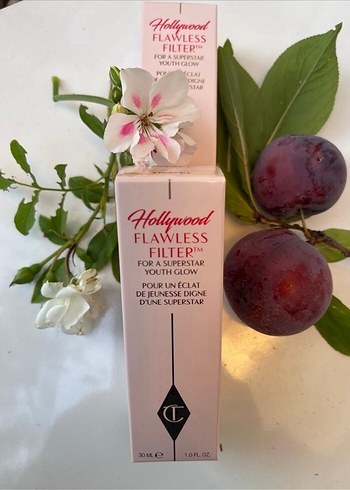 Hollywood
FLAWLESS
FILTER™
FOR A SUPERSTAR
YOUTH GLOW
POUR UN ÉCLAT
DIGNE
Hollywood
FLAWLESS
FILTER™
FOR A SUPERSTAR
YOUTH GLOW
POUR UN ÉCLAT
DE JEUNESSE DIGNE
D'UNE SUPERSTAR
CT
30 ML ℮ 1.0 FL. OZ.